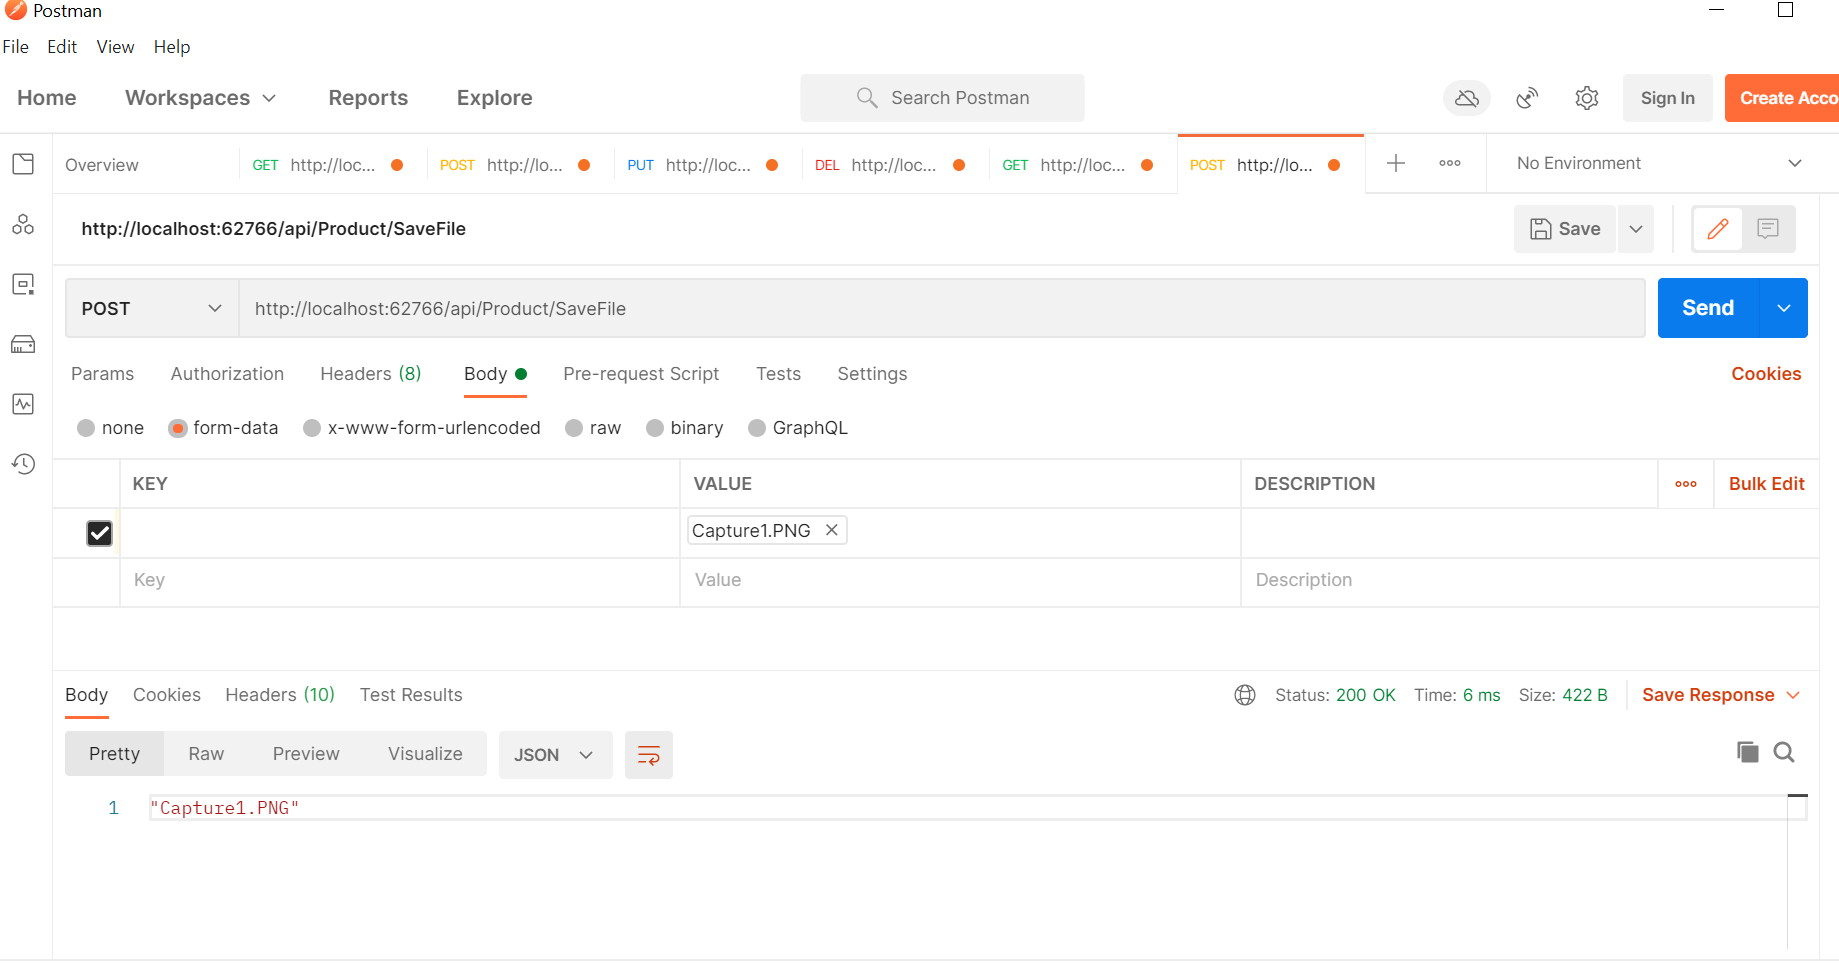 Postman
File Edit View Help
Home Workspaces Reports Explore Search Postman Sign In Create Acco
Overview GET http://loc... POST http://lo... PUT http://loc... DEL http://loc... GET http://loc... POST http://lo... No Environment
http://localhost:62766/api/Product/SaveFile Save
POST http://localhost:62766/api/Product/SaveFile Send
Params Authorization Headers (8) Body Pre-request Script Tests Settings Cookies
none form-data x-www-form-urlencoded raw binary GraphQL
KEY VALUE DESCRIPTION Bulk Edit
Capture1.PNG
Key Value Description
Body Cookies Headers (10) Test Results Status: 200 OK Time: 6 ms Size: 422 B Save Response
Pretty Raw Preview Visualize JSON
1 "Capture1.PNG"